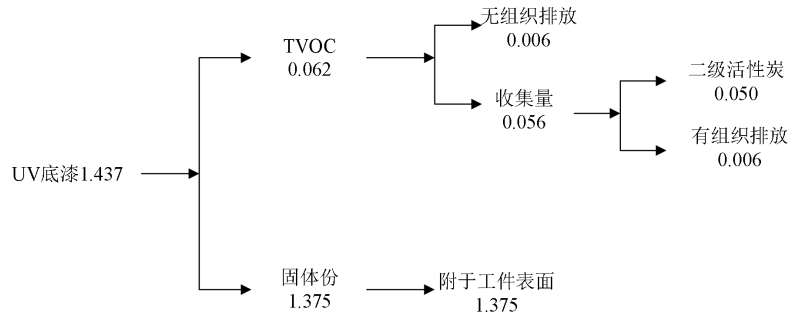 UV底漆1.437
TVOC
0.062
无组织排放
0.006
收集量
0.056
二级活性炭
0.050
有组织排放
0.006
固体份
1.375
附于工件表面
1.375